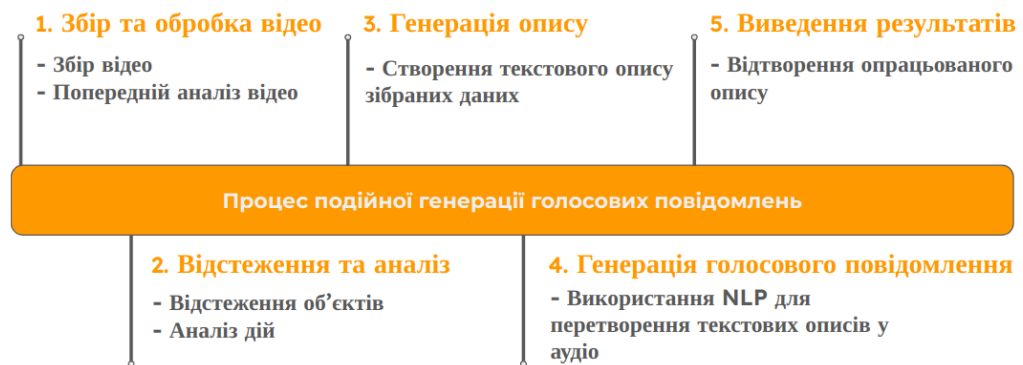 1. Збір та обробка відео
- Збір відео
- Попередній аналіз відео
3. Генерація опису
- Створення текстового опису
зібраних даних
5. Виведення результатів
- Відтворення опрацьованого
опису
Процес подійної генерації голосових повідомлень
2. Відстеження та аналіз
- Відстеження об’єктів
- Аналіз дій
4. Генерація голосового повідомлення
- Використання NLP для
перетворення текстових описів у
аудіо